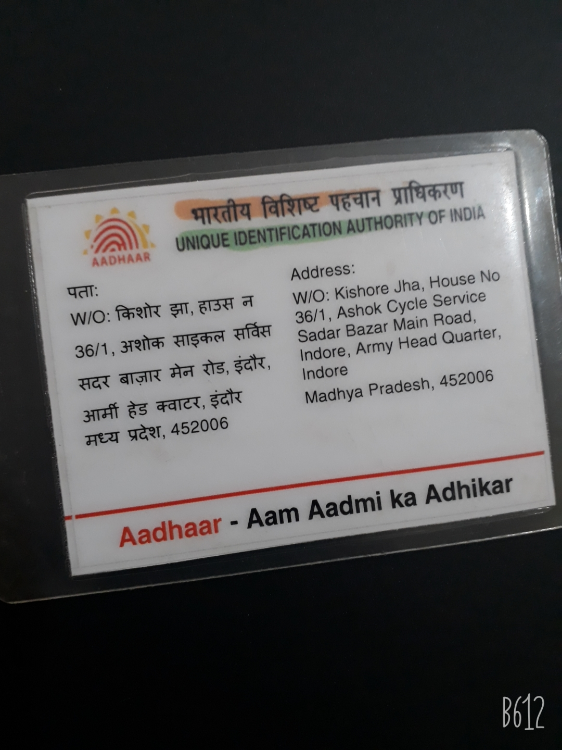 भारतीय विशिष्ट पहचान प्राधिकरण
UNIQUE IDENTIFICATION AUTHORITY OF INDIA
AADHAAR
पता:
W/O: किशोर झा, हाउस न
36/1, अशोक साइकल सर्विस
सदर बाज़ार मेन रोड, इंदौर,
आर्मी हेड क्वाटर, इंदौर
मध्य प्रदेश, 452006
Address:
W/O: Kishore Jha, House No
36/1, Ashok Cycle Service
Sadar Bazar Main Road,
Indore, Army Head Quarter,
Indore
Madhya Pradesh, 452006
Aadhaar - Aam Aadmi ka Adhikar
B612